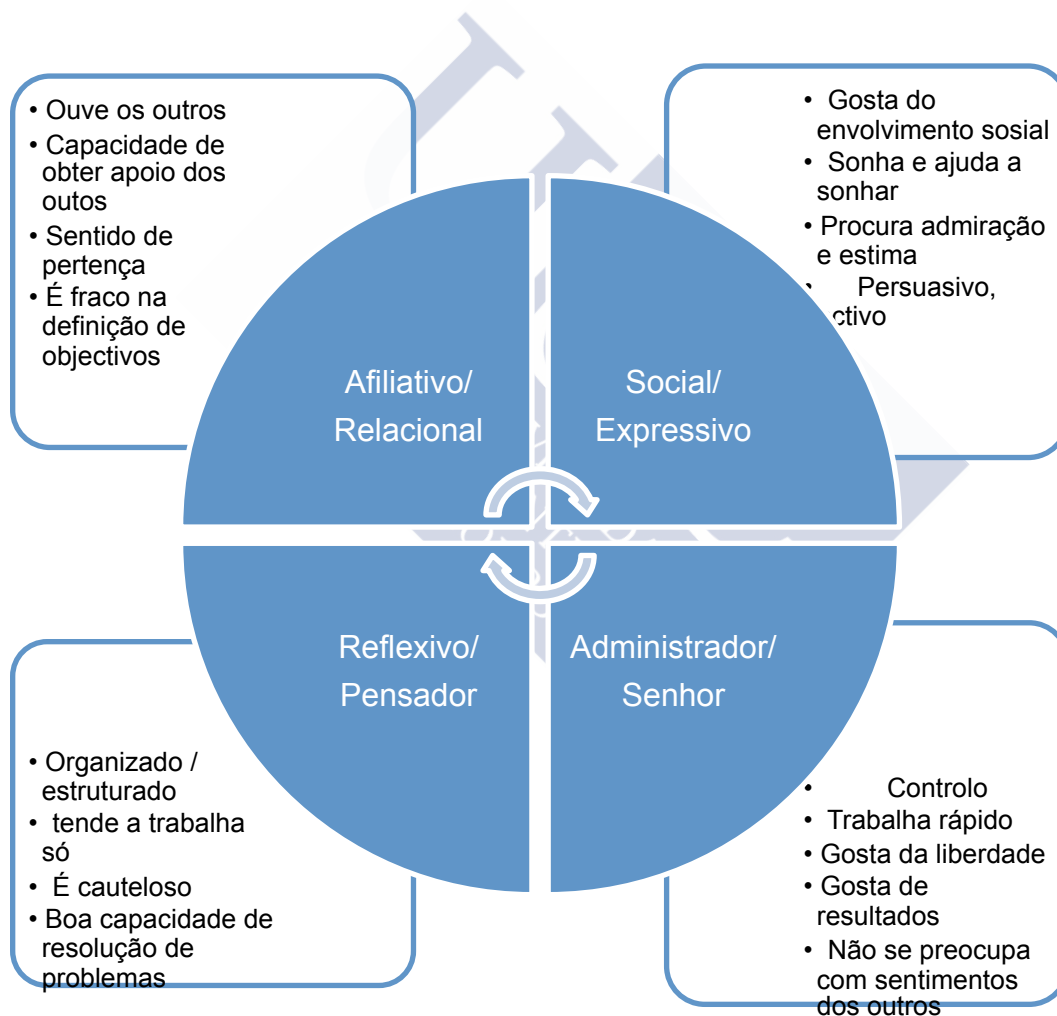 • Ouve os outros
• Capacidade de
obter apoio dos
outos
• Sentido de
pertença
• É fraco na
definição de
objectivos
• Gosta do
envolvimento sosial
• Sonha e ajuda a
sonhar
• Procura admiração
e estima
• Persuasivo,
ctivo
Afiliativo/
Relacional
Social/
Expressivo
Reflexivo/
Pensador
Administrador/
Senhor
• Organizado /
estruturado
• tende a trabalha
só
• É cauteloso
• Boa capacidade de
resolução de
problemas
• Controlo
• Trabalha rápido
• Gosta da liberdade
• Gosta de
resultados
• Não se preocupa
com sentimentos
dos outros